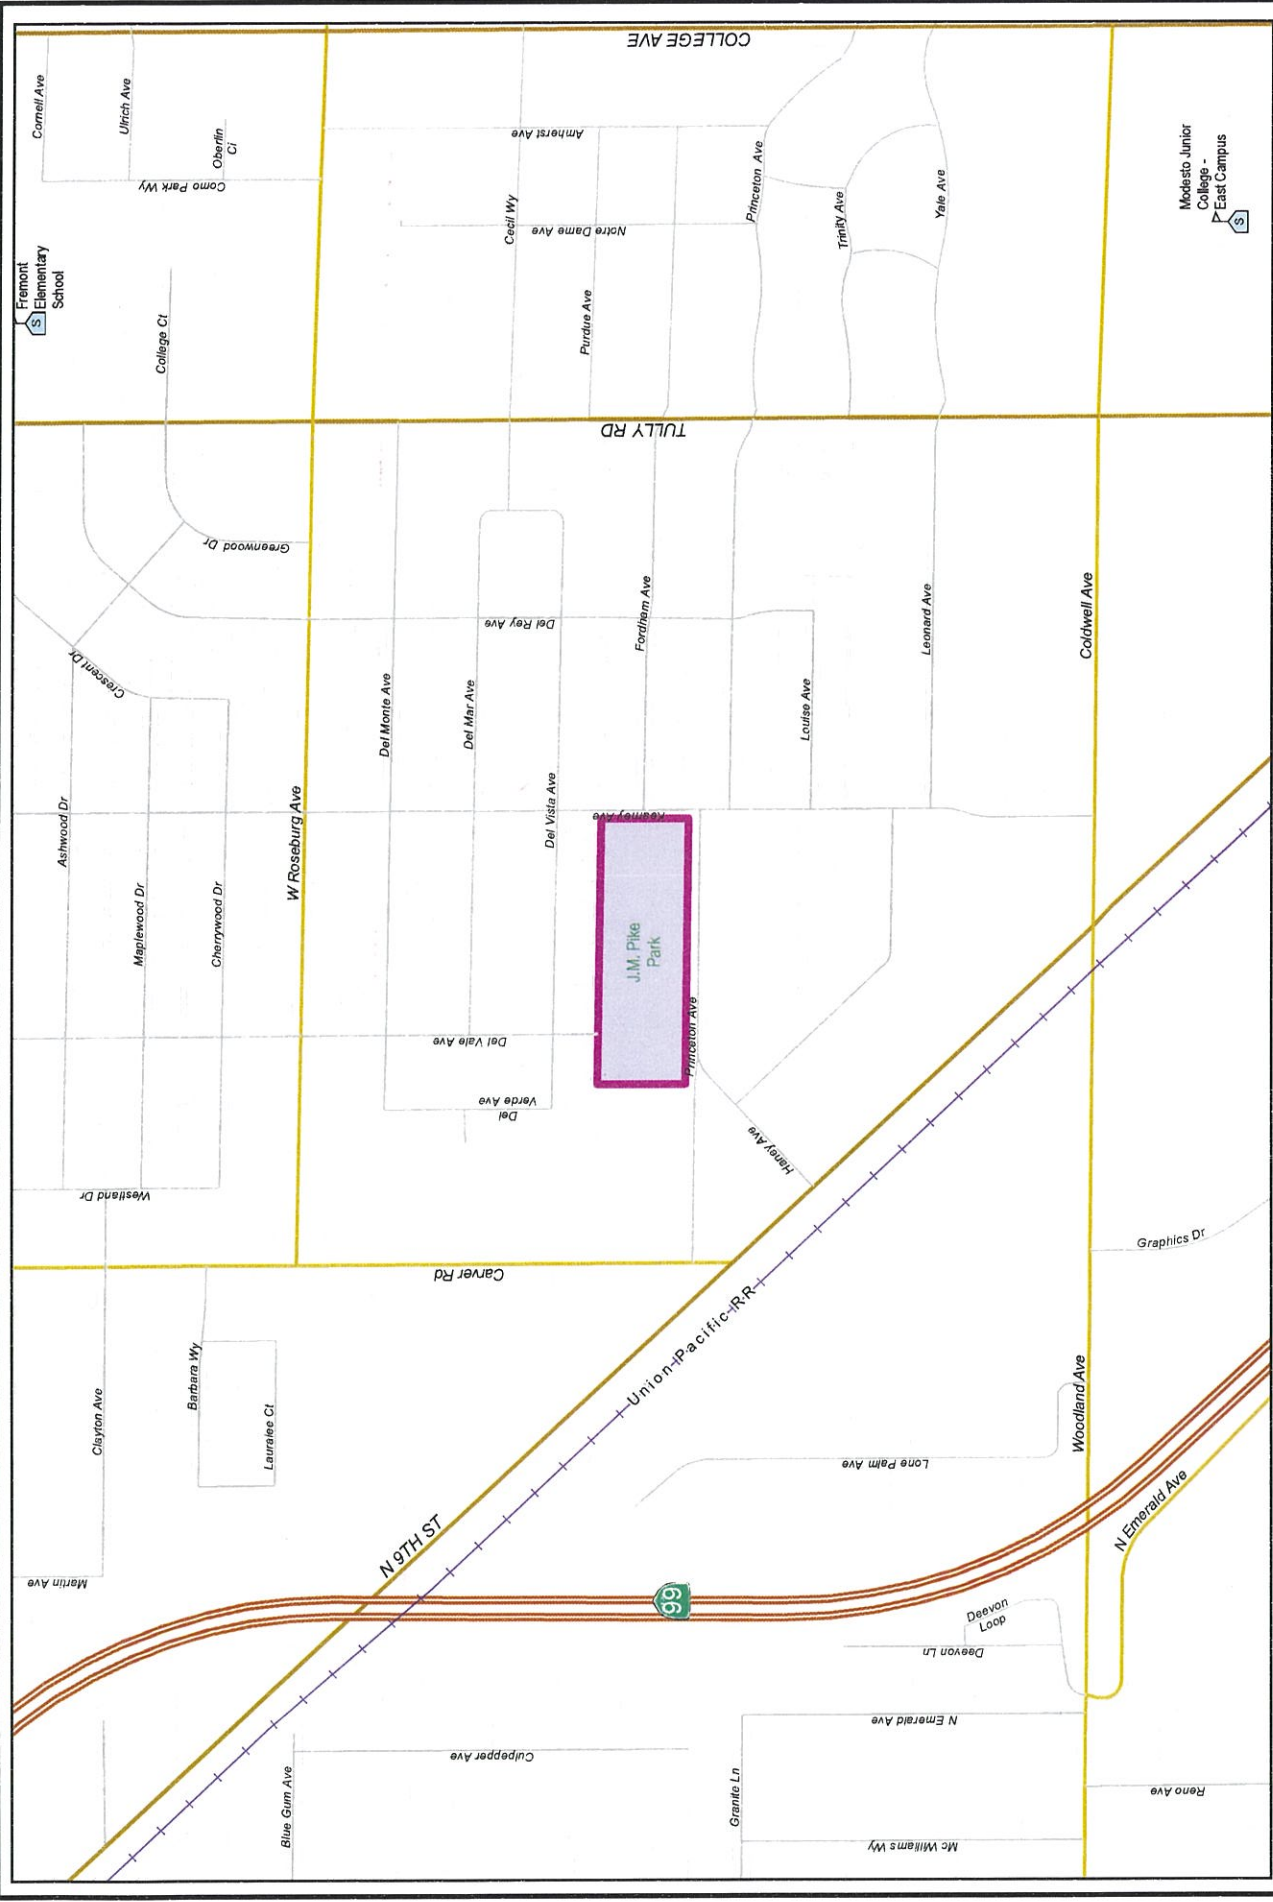 Fremont
Elementary
School
S
Cornell Ave
Ulrich Ave
Oberlin
Ci
Como Park Wy
College Ct
Greenwood Dr
Crescent Dr
Ashwood Dr
Maplewood Dr
Cherrywood Dr
Westland Dr
Clayton Ave
Barbara Wy
Lauralee Ct
Martin Ave
W Roseburg Ave
Carver Rd
COLLEGE AVE
TULLY RD
Amherst Ave
Cecil Wy
Notre Dame Ave
Purdue Ave
Princeton Ave
Trinity Ave
Yale Ave
Modesto Junior
College -
East Campus
S
Del Rey Ave
Fordham Ave
Leonard Ave
Coldwell Ave
Del Monte Ave
Del Mar Ave
Del Vista Ave
Louise Ave
Kearney Ave
J.M. Pike
Park
Princeton Ave
Del Vale Ave
Del
Verde Ave
Haney Ave
Union Pacific RR
N 9TH ST
99
Graphics Dr
Woodland Ave
Lone Palm Ave
N Emerald Ave
Deevon
Loop
Deevon Ln
N Emerald Ave
Culpepper Ave
Blue Gum Ave
Granite Ln
Mc Williams Wy
Reno Ave